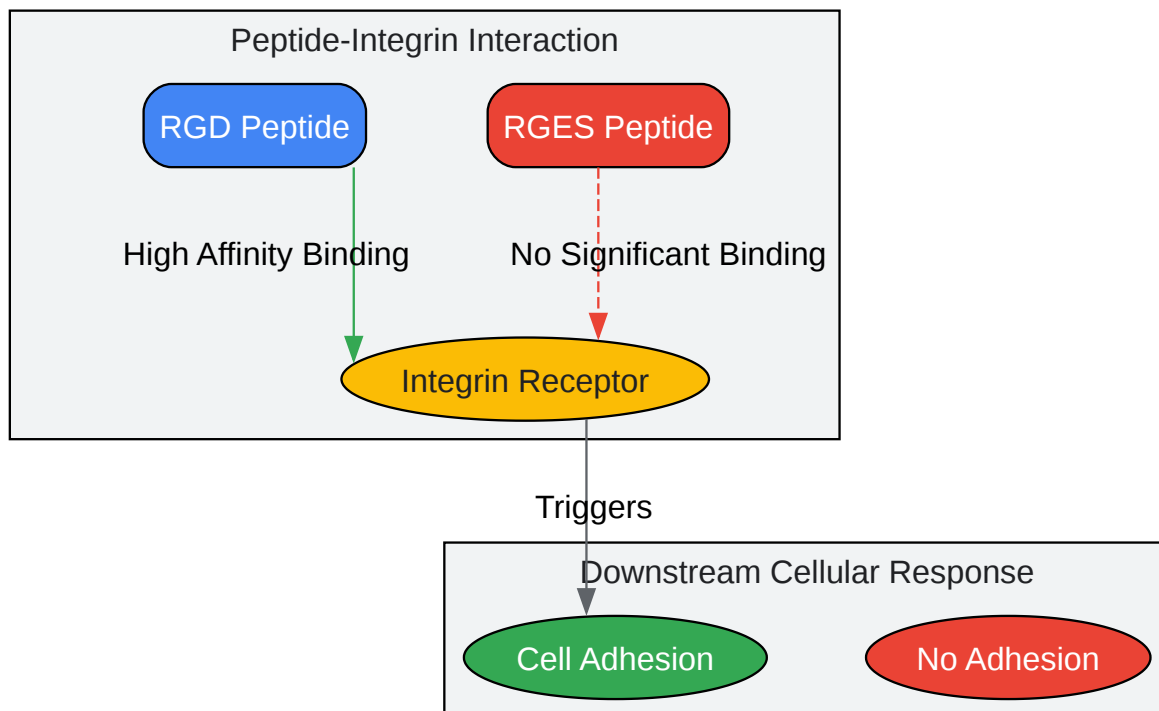 Peptide-Integrin Interaction
RGD Peptide
RGES Peptide
High Affinity Binding
No Significant Binding
Integrin Receptor
Triggers
Downstream Cellular Response
Cell Adhesion
No Adhesion